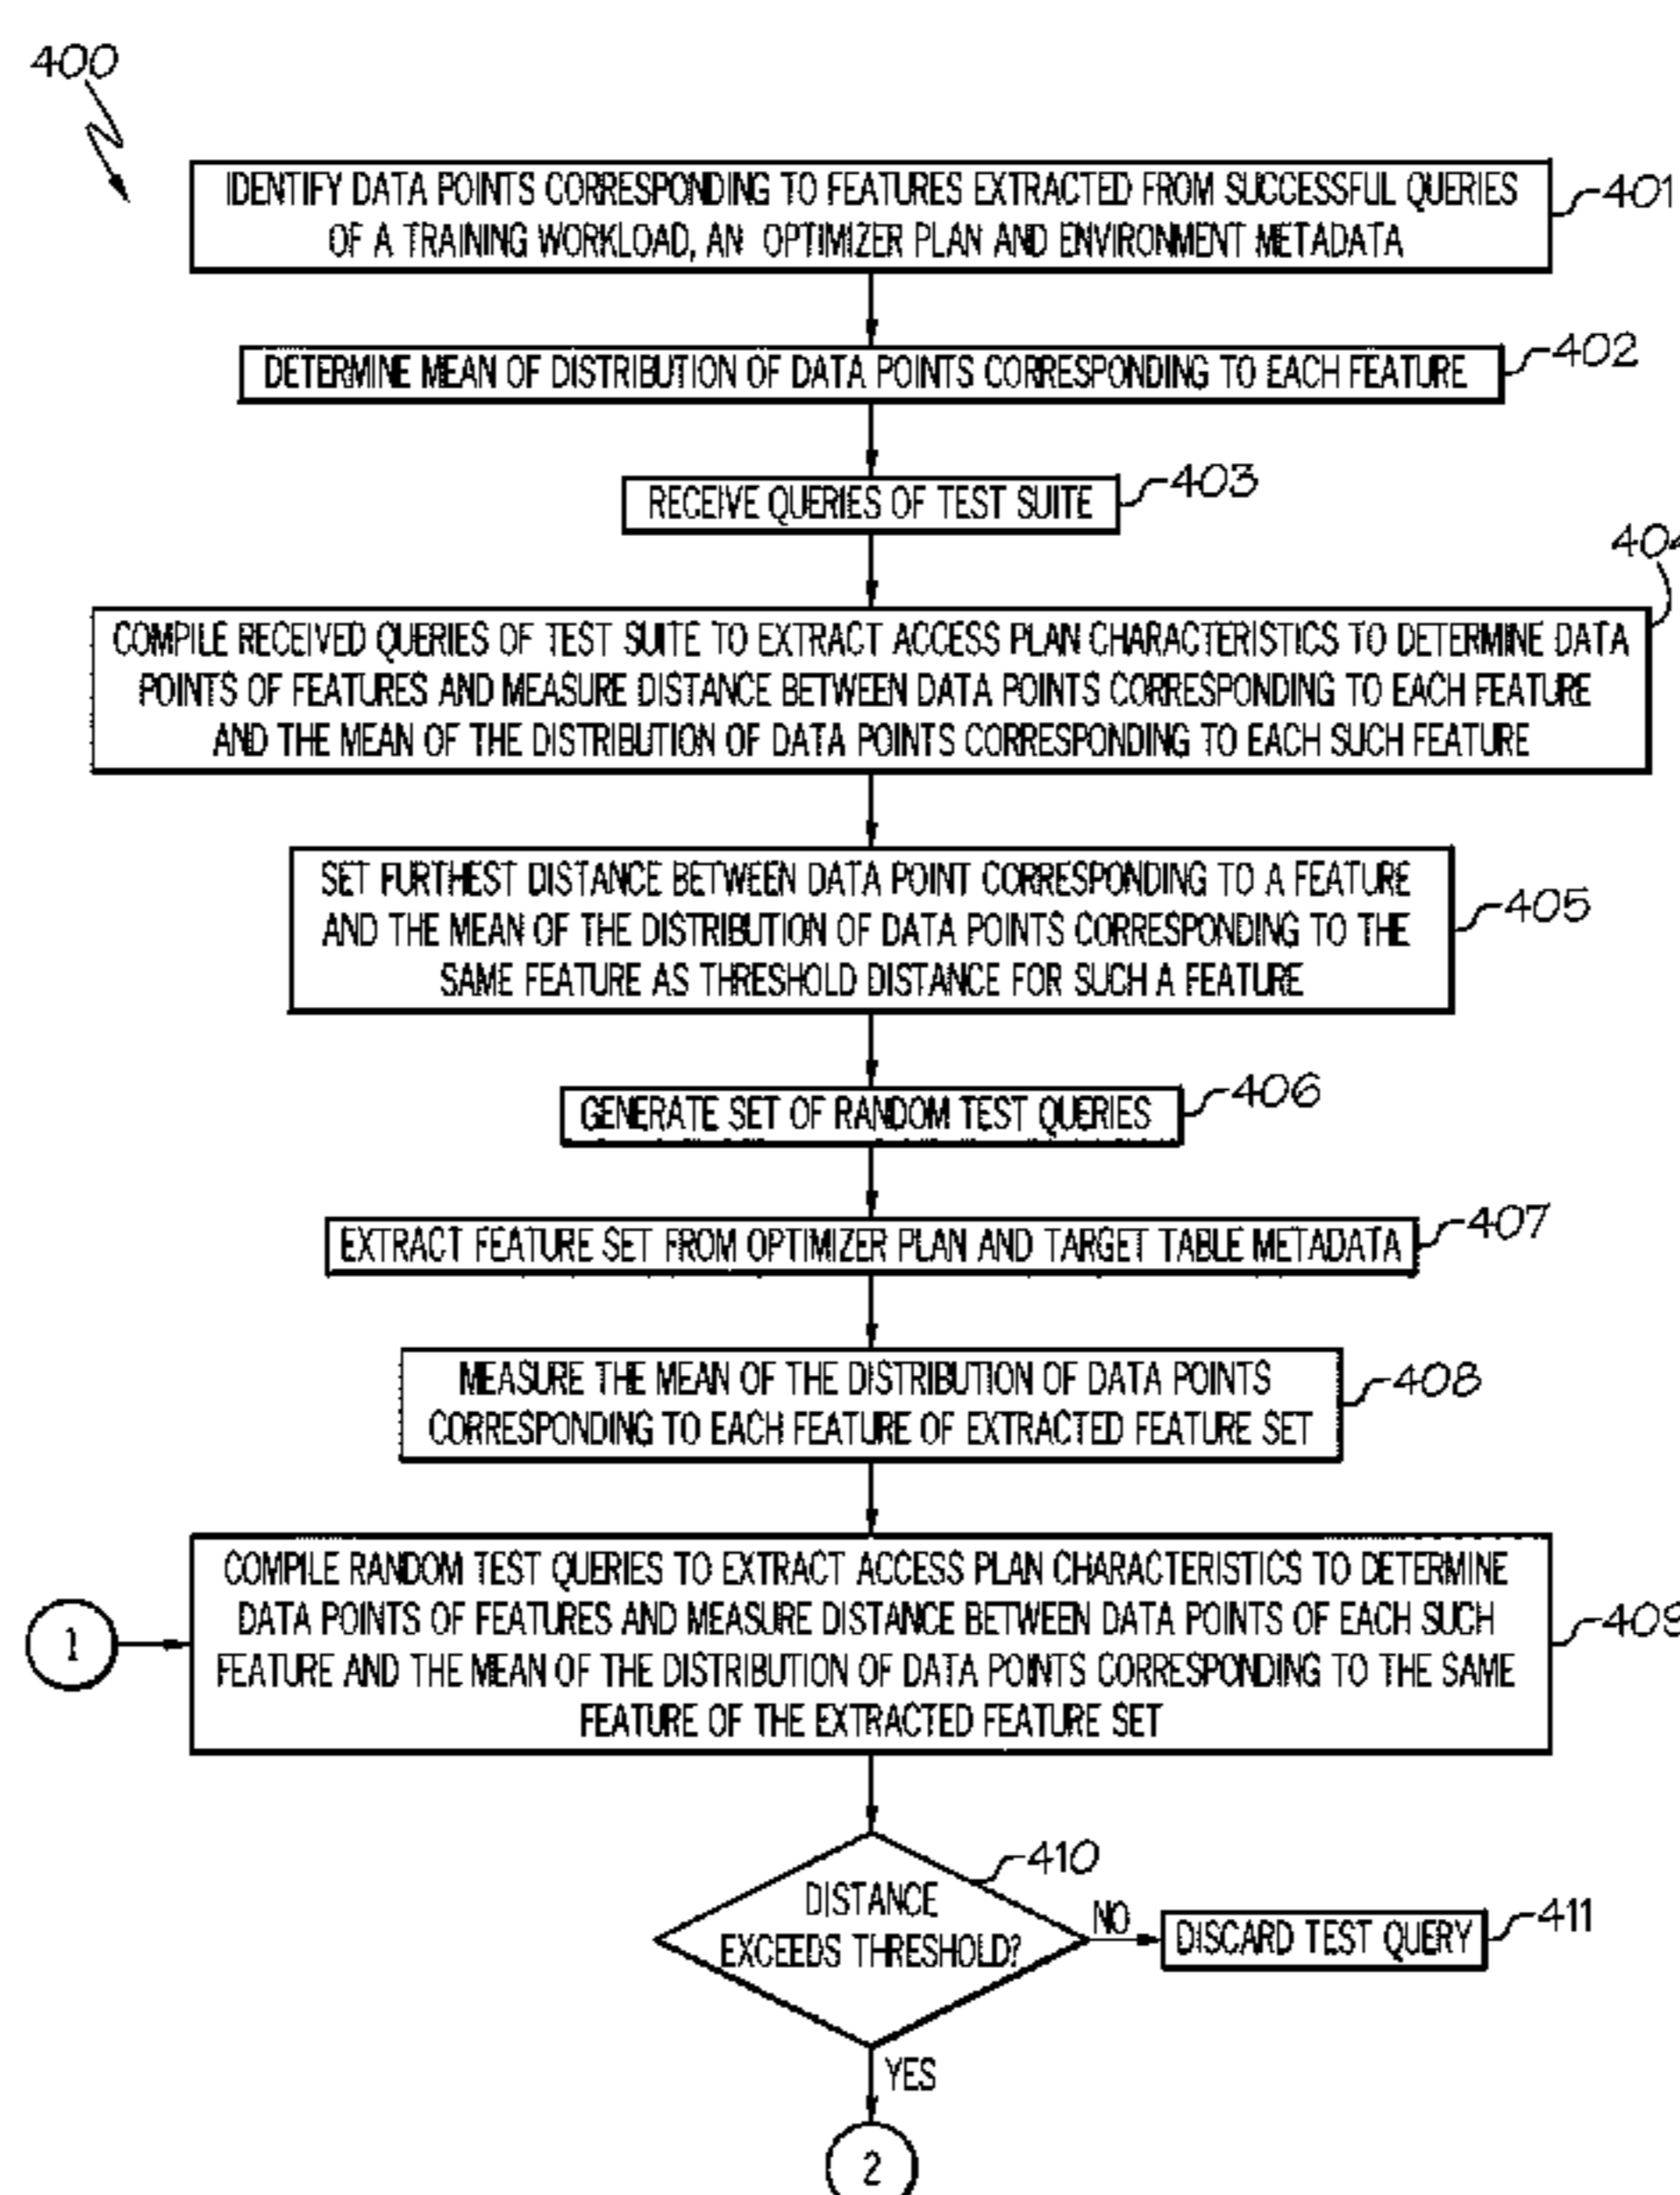 400
IDENTIFY DATA POINTS CORRESPONDING TO FEATURES EXTRACTED FROM SUCCESSFUL QUERIES
OF A TRAINING WORKLOAD, AN OPTIMIZER PLAN AND ENVIRONMENT METADATA
401
DETERMINE MEAN OF DISTRIBUTION OF DATA POINTS CORRESPONDING TO EACH FEATURE
402
RECEIVE QUERIES OF TEST SUITE
403
404
COMPILE RECEIVED QUERIES OF TEST SUITE TO EXTRACT ACCESS PLAN CHARACTERISTICS TO DETERMINE DATA
POINTS OF FEATURES AND MEASURE DISTANCE BETWEEN DATA POINTS CORRESPONDING TO EACH FEATURE
AND THE MEAN OF THE DISTRIBUTION OF DATA POINTS CORRESPONDING TO EACH SUCH FEATURE
SET FURTHEST DISTANCE BETWEEN DATA POINT CORRESPONDING TO A FEATURE
AND THE MEAN OF THE DISTRIBUTION OF DATA POINTS CORRESPONDING TO THE
SAME FEATURE AS THRESHOLD DISTANCE FOR SUCH A FEATURE
405
GENERATE SET OF RANDOM TEST QUERIES
406
EXTRACT FEATURE SET FROM OPTIMIZER PLAN AND TARGET TABLE METADATA
407
MEASURE THE MEAN OF THE DISTRIBUTION OF DATA POINTS
CORRESPONDING TO EACH FEATURE OF EXTRACTED FEATURE SET
408
1
COMPILE RANDOM TEST QUERIES TO EXTRACT ACCESS PLAN CHARACTERISTICS TO DETERMINE
DATA POINTS OF FEATURES AND MEASURE DISTANCE BETWEEN DATA POINTS OF EACH SUCH
FEATURE AND THE MEAN OF THE DISTRIBUTION OF DATA POINTS CORRESPONDING TO THE SAME
FEATURE OF THE EXTRACTED FEATURE SET
409
DISTANCE
EXCEEDS THRESHOLD?
410
NO
DISCARD TEST QUERY
411
YES
2